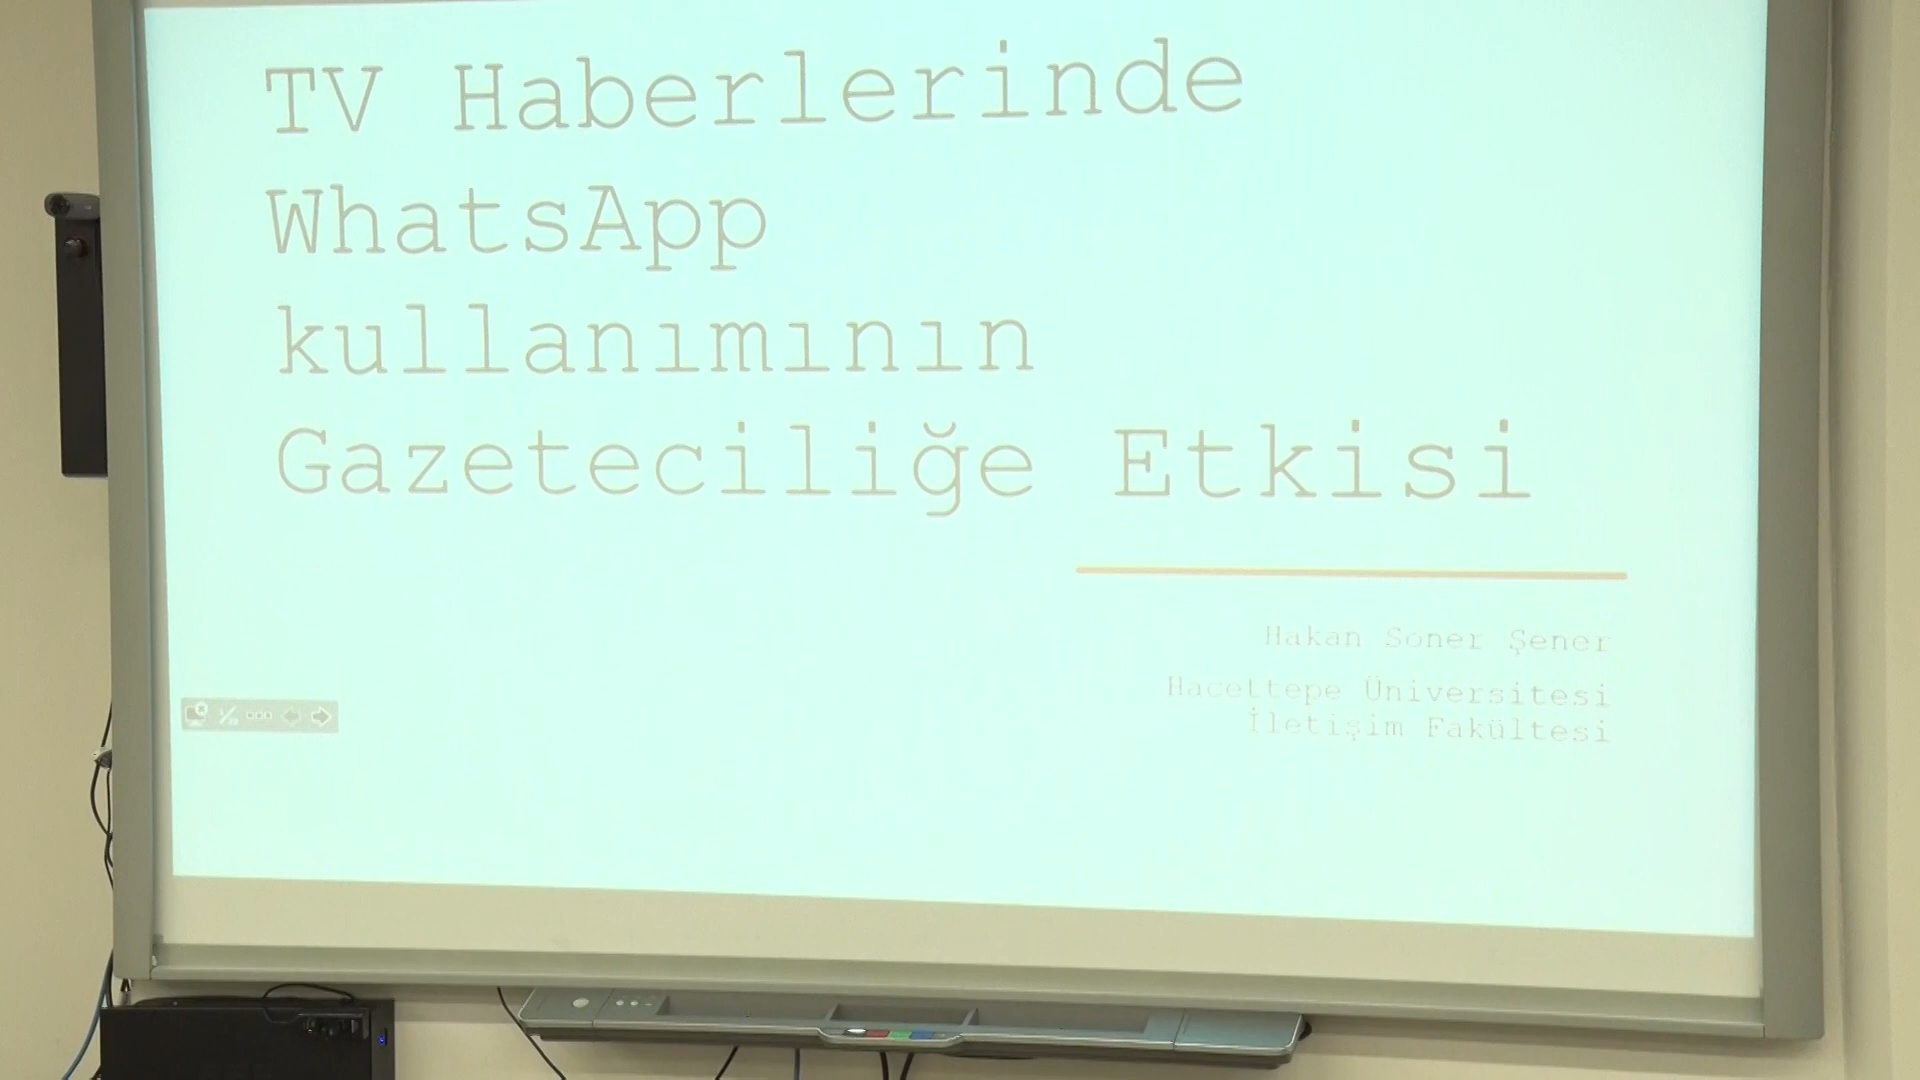 TV Haberlerinde
WhatsApp
kullanımının
Gazeteciliğe Etkisi
Hakan Soner Şener
Hacettepe Üniversitesi
İletişim Fakültesi